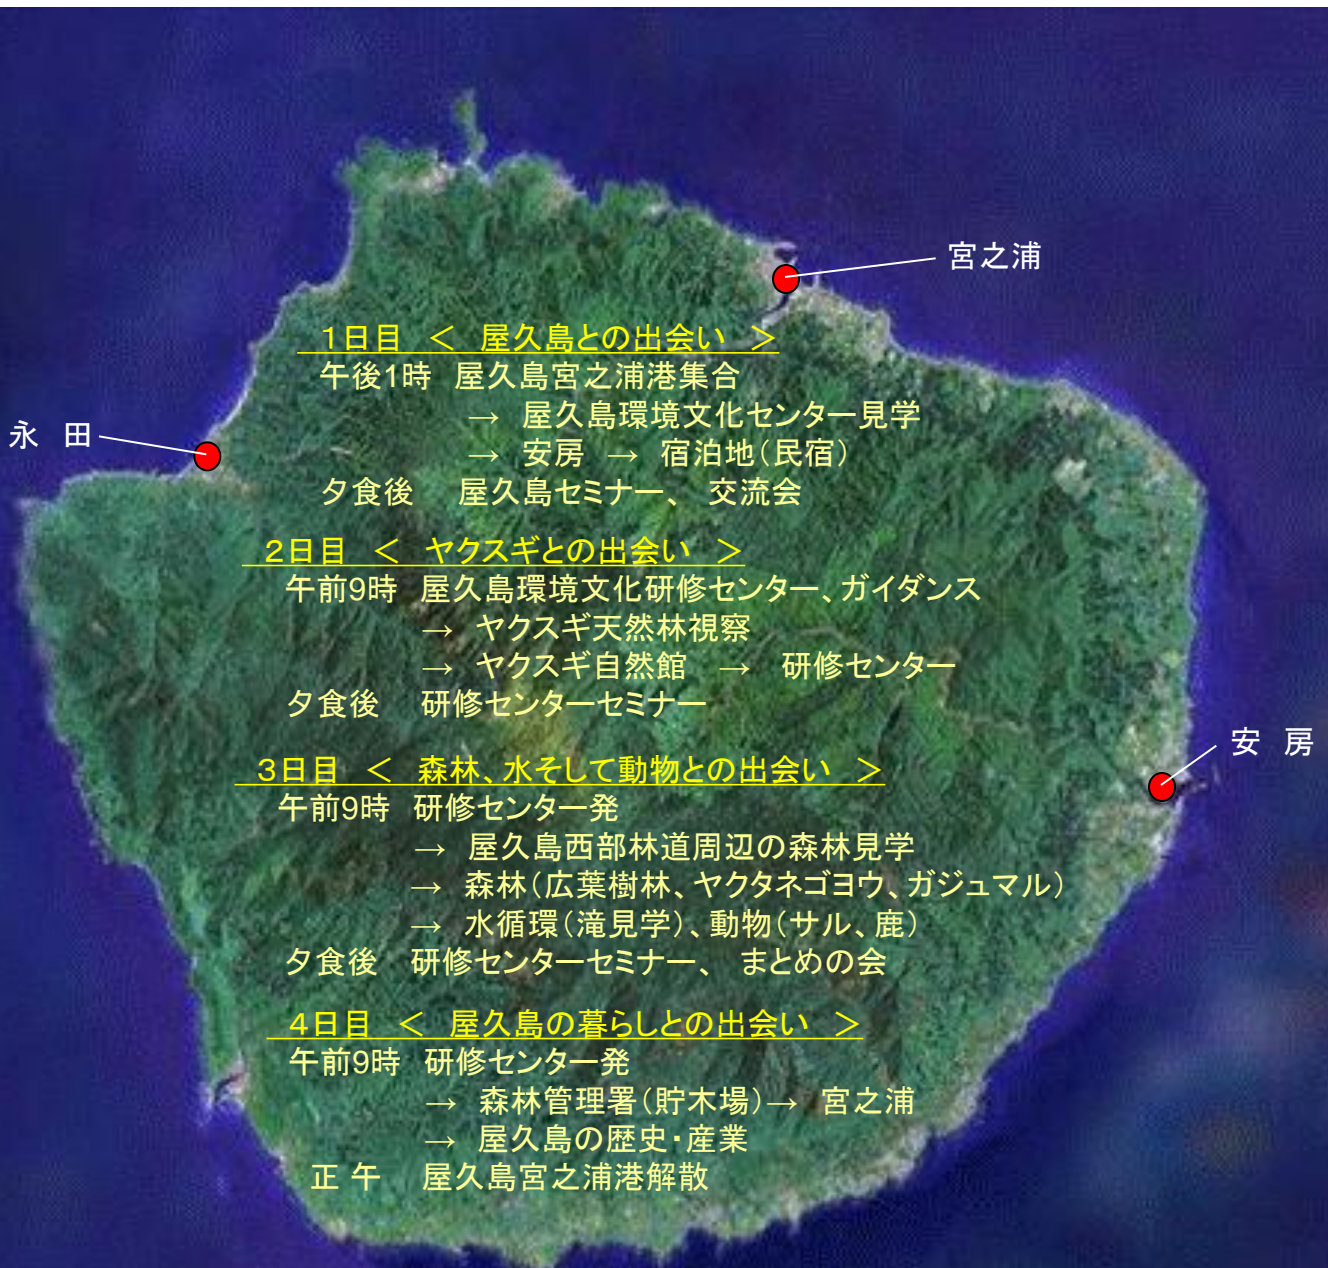 宮之浦
1日目 ＜ 屋久島との出会い ＞
午後1時 屋久島宮之浦港集合
→ 屋久島環境文化センター見学
永 田
→ 安房 → 宿泊地（民宿）
夕食後 屋久島セミナー、 交流会
2日目 ＜ ヤクスギとの出会い ＞
午前9時 屋久島環境文化研修センター、ガイダンス
→ ヤクスギ天然林視察
→ ヤクスギ自然館 → 研修センター
夕食後 研修センターセミナー
安 房
3日目 ＜ 森林、水そして動物との出会い ＞
午前9時 研修センター発
→ 屋久島西部林道周辺の森林見学
→ 森林（広葉樹林、ヤクタネゴヨウ、ガジュマル）
→ 水循環（滝見学）、動物（サル、鹿）
夕食後 研修センターセミナー、 まとめの会
4日目 ＜ 屋久島の暮らしとの出会い ＞
午前9時 研修センター発
→ 森林管理署（貯木場）→ 宮之浦
→ 屋久島の歴史・産業
正 午 屋久島宮之浦港解散